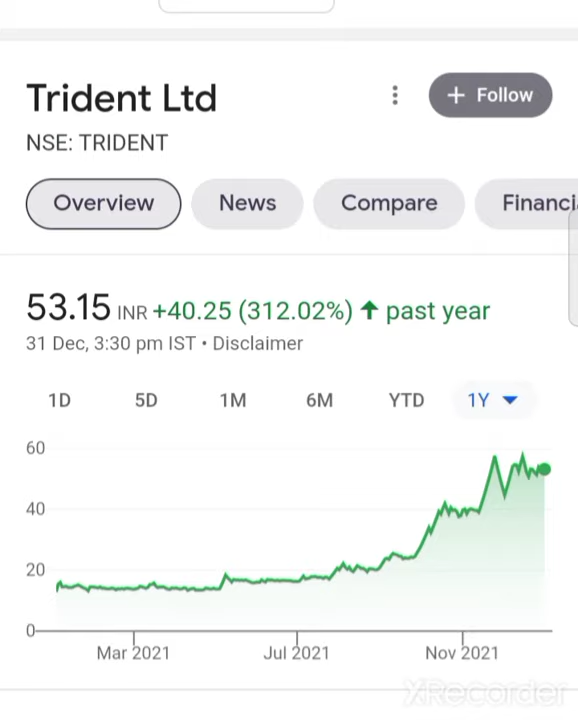 Trident Ltd
+ Follow
NSE: TRIDENT
Overview News Compare Financi
53.15 INR +40.25 (312.02%) ↑ past year
31 Dec, 3:30 pm IST • Disclaimer
1D 5D 1M 6M YTD 1Y
60
40
20
0
Mar 2021 Jul 2021 Nov 2021
XRecorder